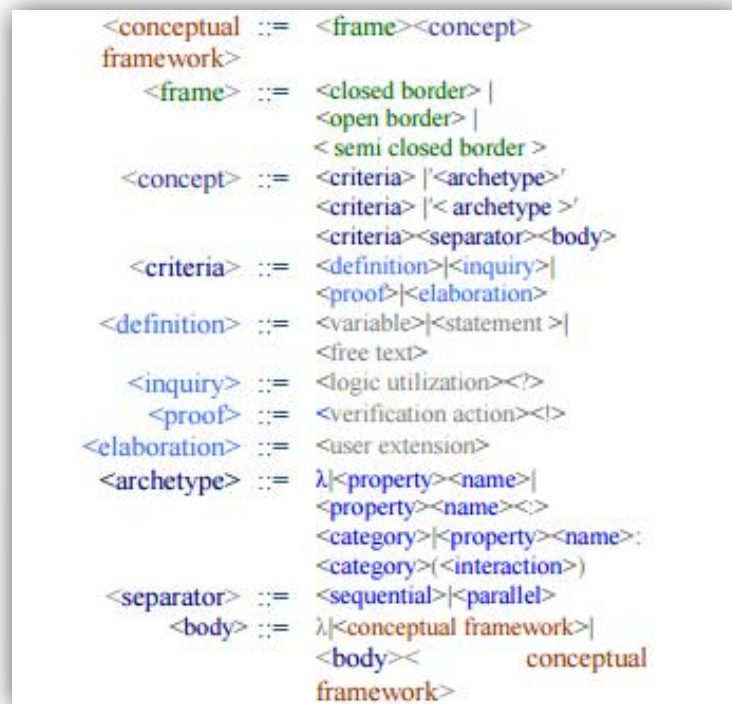 <conceptual ::= <frame><concept>
framework>
<frame> ::= <closed border> |
<open border> |
< semi closed border >
<concept> ::= <criteria> |'<archetype>'
<criteria> |'< archetype >'
<criteria><separator><body>
<criteria> ::= <definition>|<inquiry>|
<proof>|<elaboration>
<definition> ::= <variable>|<statement >|
<free text>
<inquiry> ::= <logic utilization><?>
<proof> ::= <verification action><!>
<elaboration> ::= <user extension>
<archetype> ::= λ|<property><name>|
<property><name><:>
<category>|<property><name>:
<category>(<interaction>)
<separator> ::= <sequential>|<parallel>
<body> ::= λ|<conceptual framework>|
<body>< conceptual
framework>